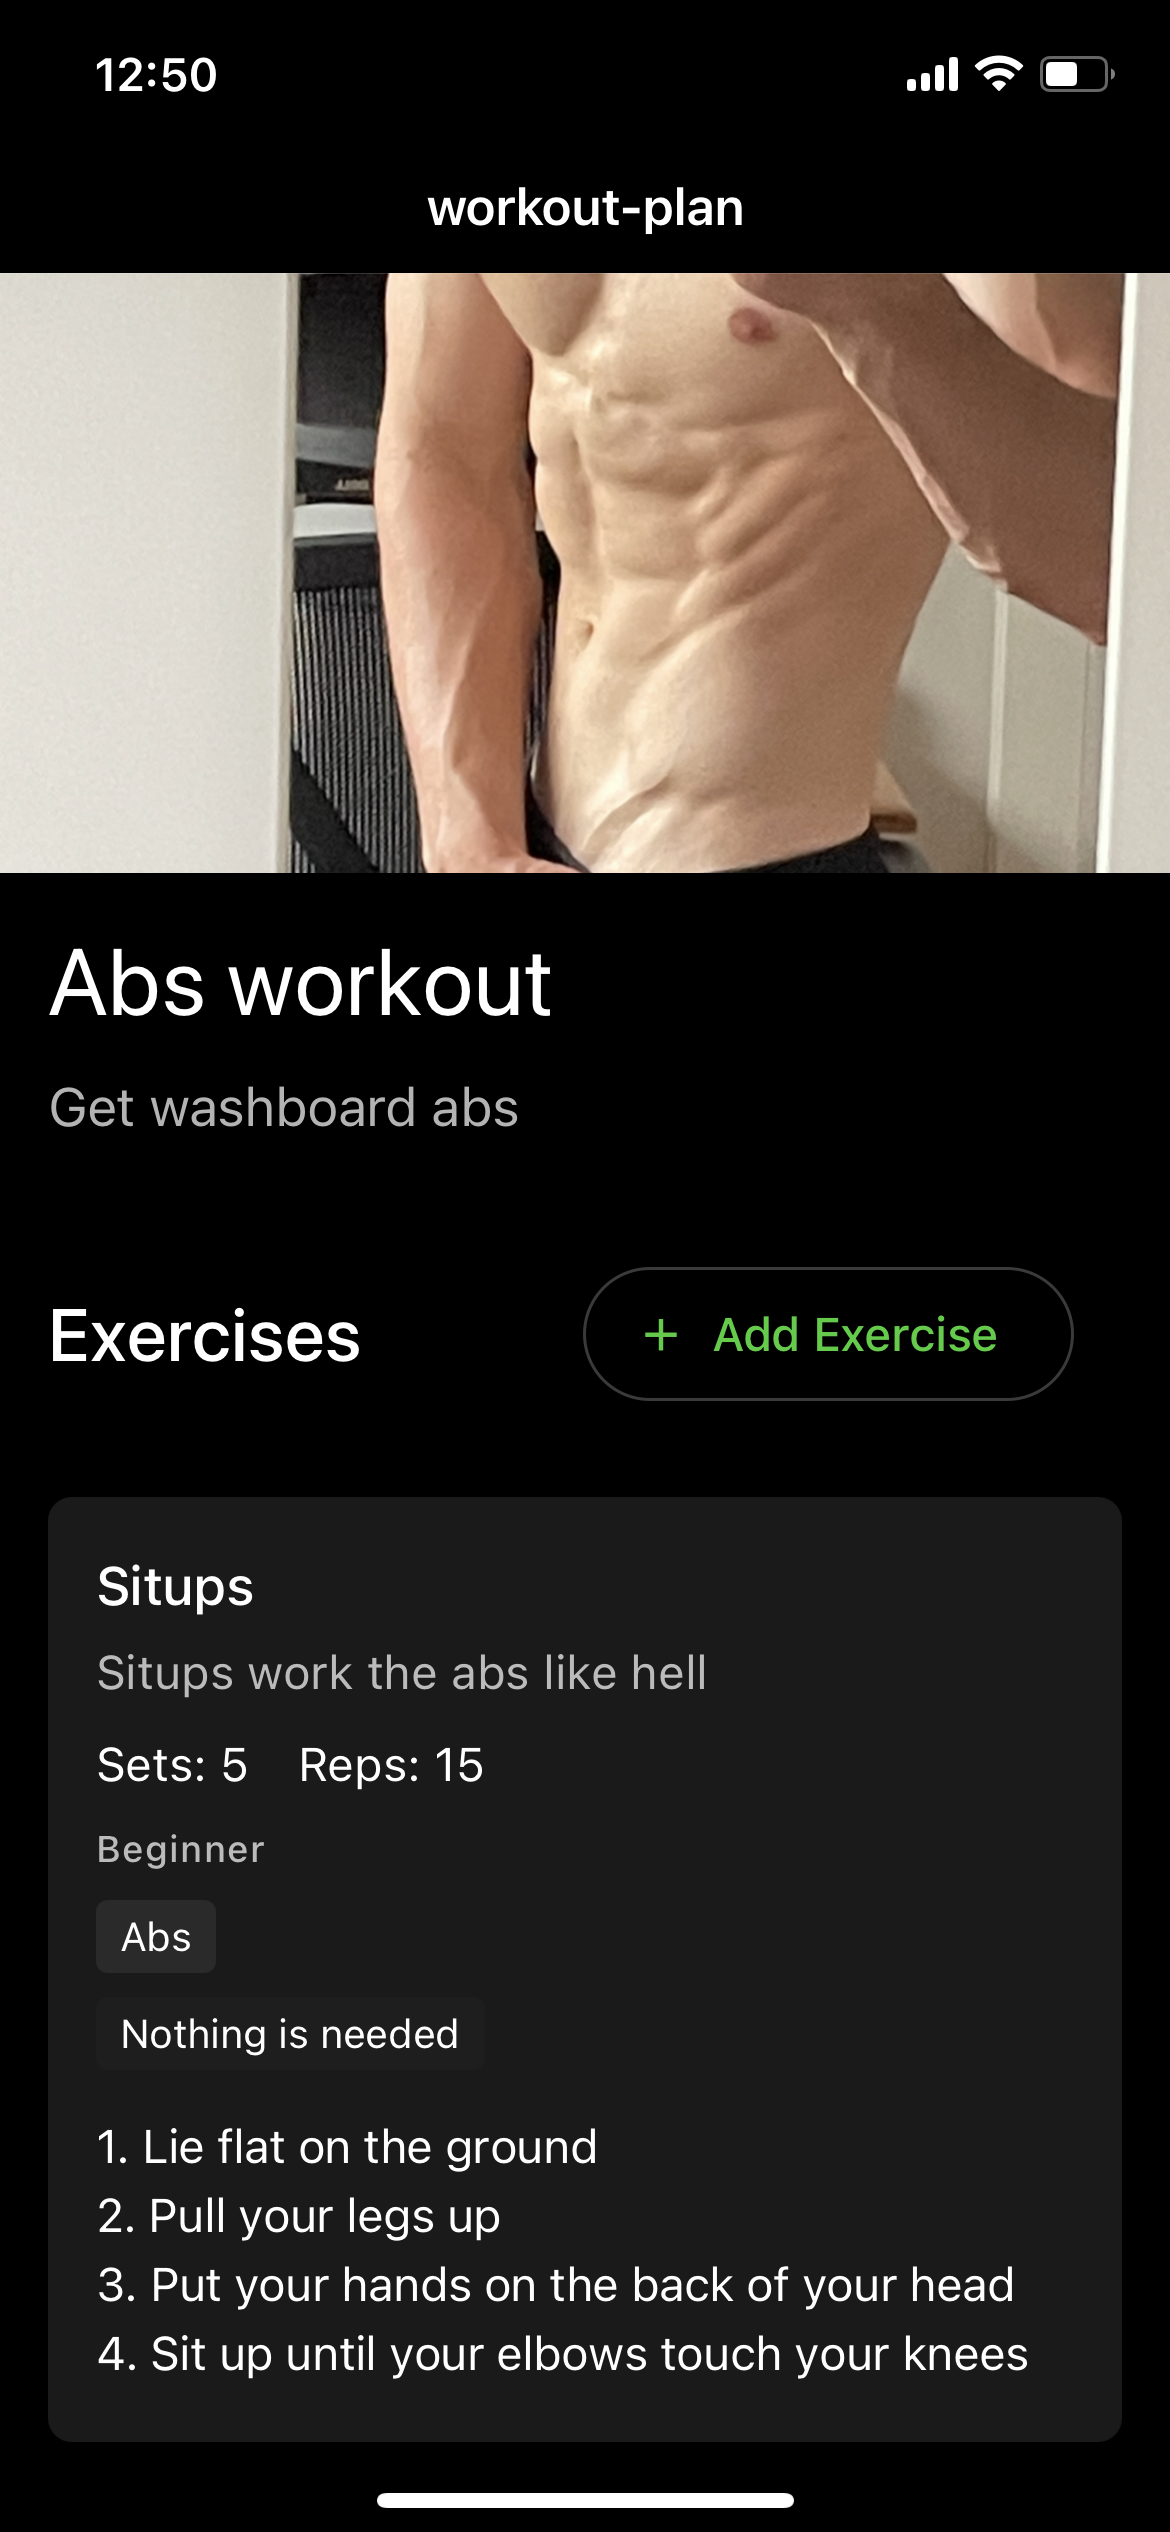 12:50
workout-plan
Abs workout
Get washboard abs
Exercises
+ Add Exercise
Situps
Situps work the abs like hell
Sets: 5 Reps: 15
Beginner
Abs
Nothing is needed
1. Lie flat on the ground
2. Pull your legs up
3. Put your hands on the back of your head
4. Sit up until your elbows touch your knees